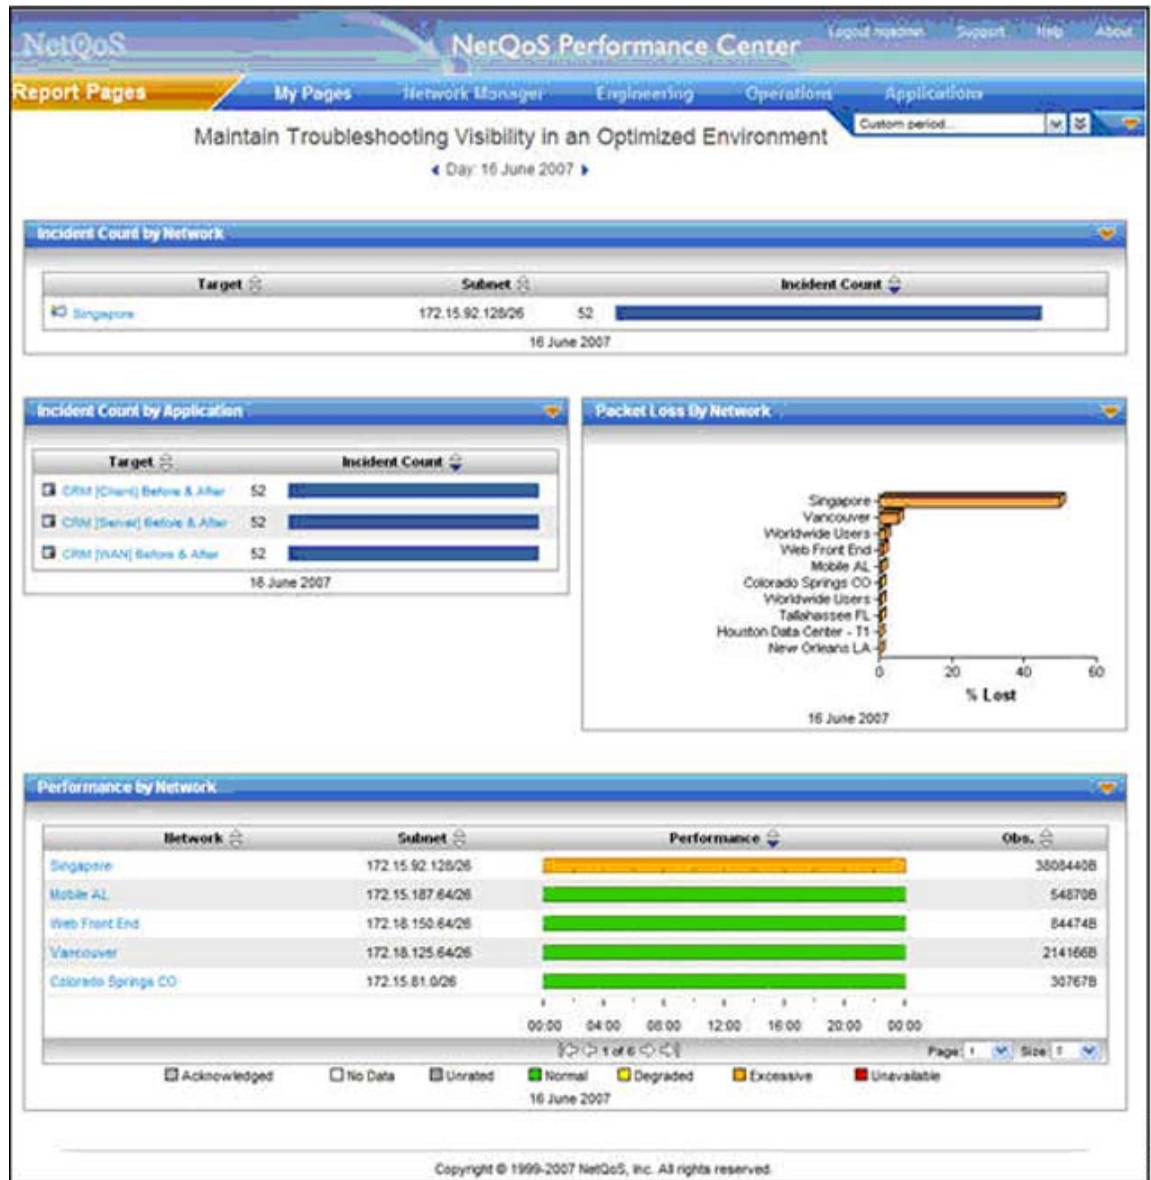 NetQoS
NetQoS Performance Center
Logout nqadmin Support Help About
Report Pages
My Pages Network Manager Engineering Operations Applications
Custom period...
Maintain Troubleshooting Visibility in an Optimized Environment
Day: 16 June 2007
Incident Count by Network
Target Subnet Incident Count
Singapore 172.15.92.128/26 52
16 June 2007
Incident Count by Application
Target Incident Count
CRM [Client] Before & After 52
CRM [Server] Before & After 52
CRM [WAN] Before & After 52
16 June 2007
Packet Loss By Network
Singapore
Vancouver
Worldwide Users
Web Front End
Mobile AL
Colorado Springs CO
Worldwide Users
Tallahassee FL
Houston Data Center - T1
New Orleans LA
0 20 40 60
% Lost
16 June 2007
Performance by Network
Network Subnet Performance Obs.
Singapore 172.15.92.128/26
Mobile AL 172.15.187.64/26
Web Front End 172.18.150.64/26
Vancouver 172.18.125.64/26
Colorado Springs CO 172.15.81.0/26
00:00 04:00 08:00 12:00 16:00 20:00 00:00
1 of 6 Page: 1 Size: 5
Acknowledged No Data Unrated Normal Degraded Excessive Unavailable
16 June 2007
Copyright © 1999-2007 NetQoS, Inc. All rights reserved.